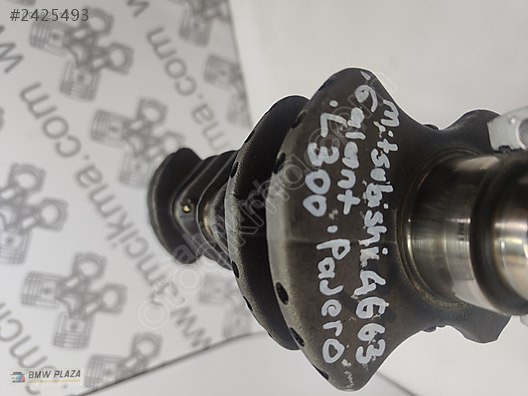 #2425493
Mitsubishi 4G63
.Galant.
.L300 .Pajero
BMW PLAZA